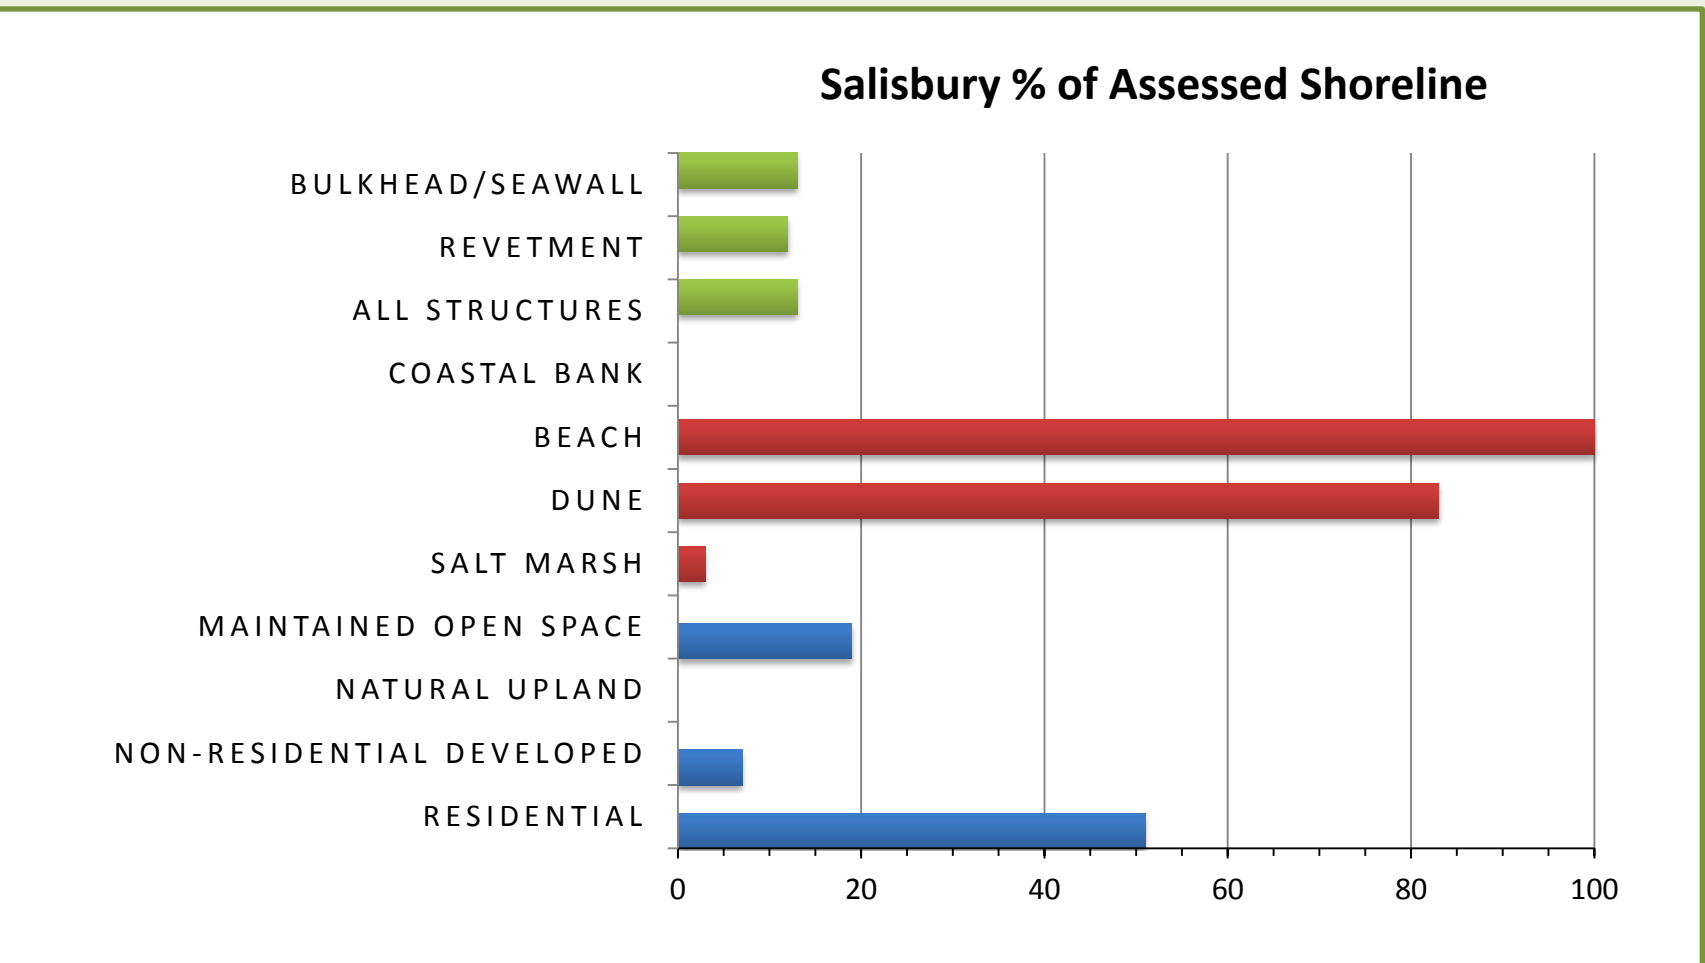 Salisbury % of Assessed Shoreline
BULKHEAD/SEAWALL
REVETMENT
ALL STRUCTURES
COASTAL BANK
BEACH
DUNE
SALT MARSH
MAINTAINED OPEN SPACE
NATURAL UPLAND
NON-RESIDENTIAL DEVELOPED
RESIDENTIAL
0 20 40 60 80 100